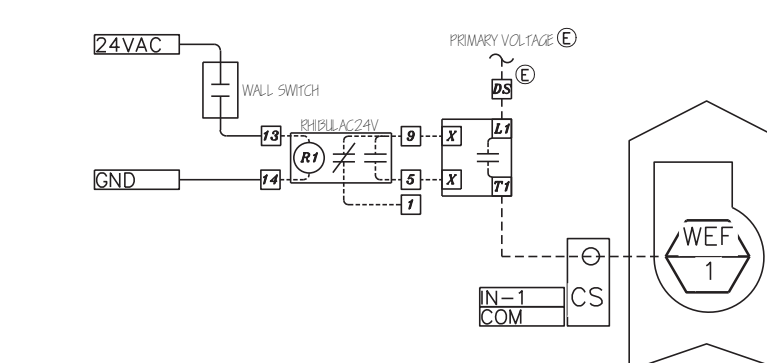 PRIMARY VOLTAGE E
24VAC
E
DS
WALL SWITCH
RHIBULAC24V
13
9
X
L1
R1
GND
14
5
X
T1
1
WEF
1
IN-1
CS
COM